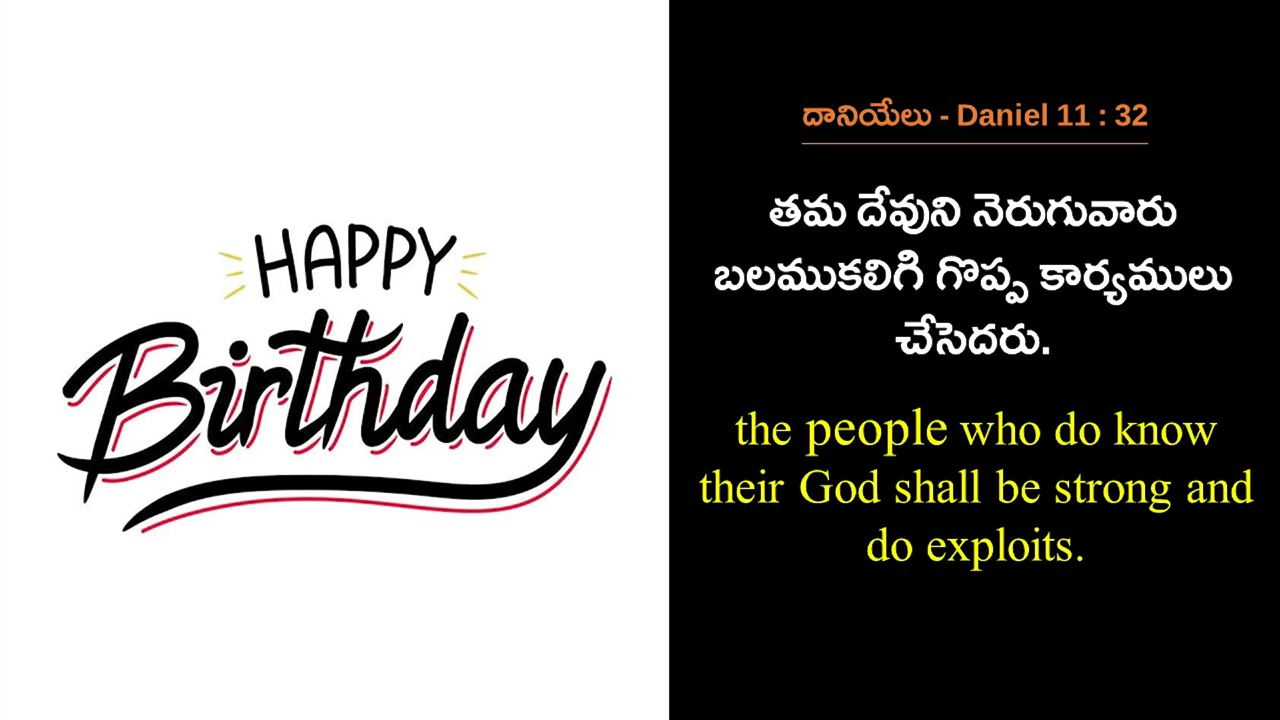 HAPPY
Birthday
దానియేలు - Daniel 11 : 32
తమ దేవుని నెరుగువారు
బలముకలిగి గొప్ప కార్యములు
చేసెదరు.
the people who do know
their God shall be strong and
do exploits.